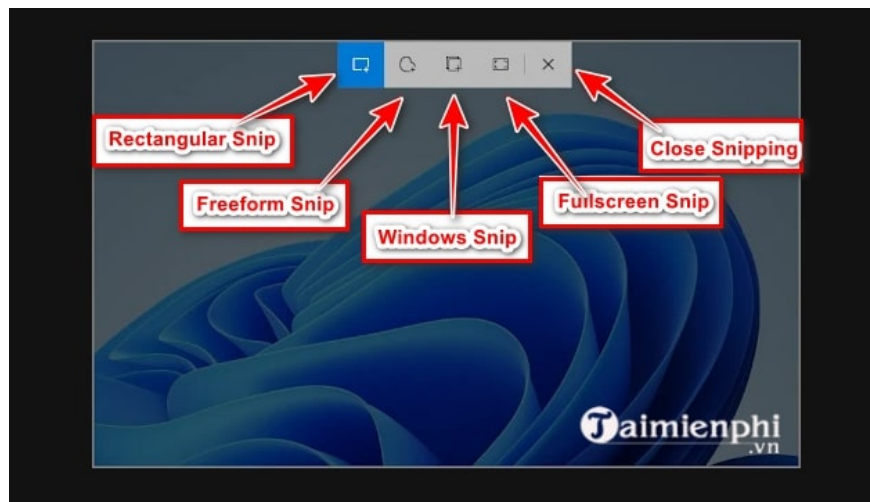 Rectangular Snip
Close Snipping
Freeform Snip
Fullscreen Snip
Windows Snip
Taimienphi
.vn